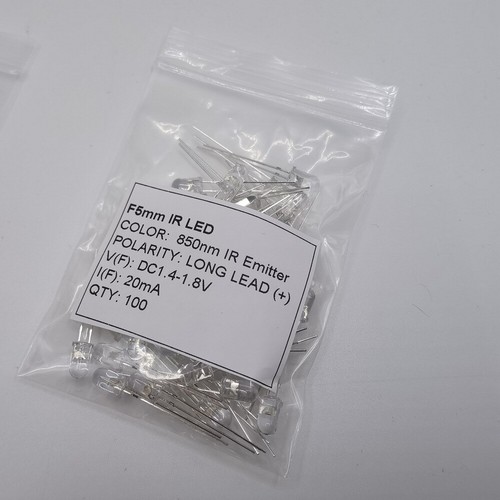 F5mm IR LED
COLOR: 850nm IR Emitter
POLARITY: LONG LEAD (+)
V(F): DC1.4-1.8V
I(F): 20mA
QTY: 100